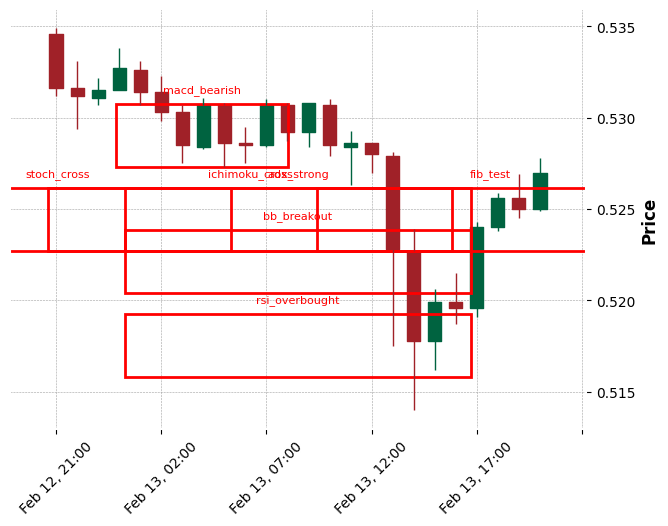 0.535
macd_bearish
0.530
stoch_cross
ichimoku_cross
adx_strong
fib_test
0.525
Price
bb_breakout
rsi_overbought
0.520
0.515
Feb 12, 21:00
Feb 13, 02:00
Feb 13, 07:00
Feb 13, 12:00
Feb 13, 17:00